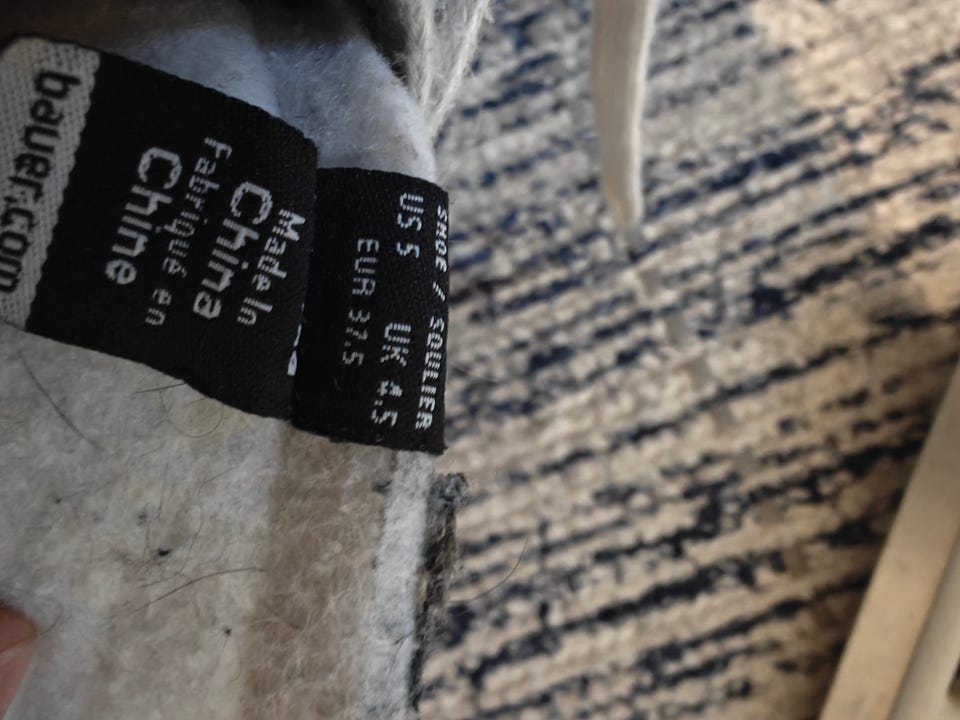 bauer.com
Made In
China
Fabriqué en
Chine
SHOE / SOULIER
US 5 UK 4.5
EUR 37.5